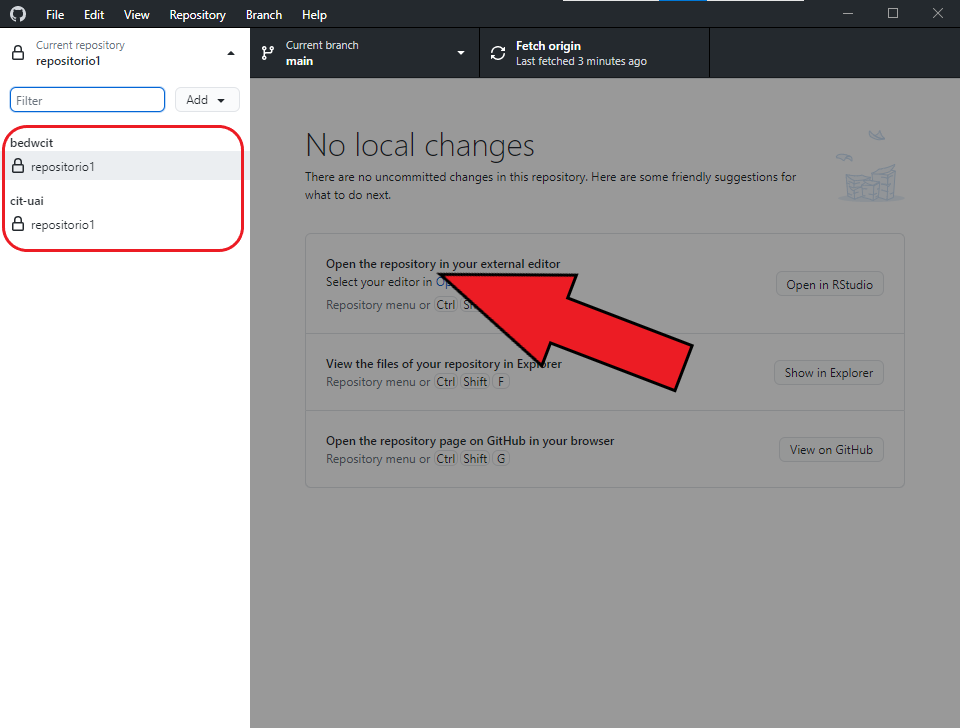 File Edit View Repository Branch Help
Current repository
repositorio1
Current branch
main
Fetch origin
Last fetched 3 minutes ago
Filter
Add
bedwcit
repositorio1
cit-uai
repositorio1
No local changes
There are no uncommitted changes in this repository. Here are some friendly suggestions for
what to do next.
Open the repository in your external editor
Select your editor in
Repository menu or Ctrl
Open in RStudio
View the files of your repository in Explorer
Repository menu or Ctrl Shift F
Show in Explorer
Open the repository page on GitHub in your browser
Repository menu or Ctrl Shift G
View on GitHub